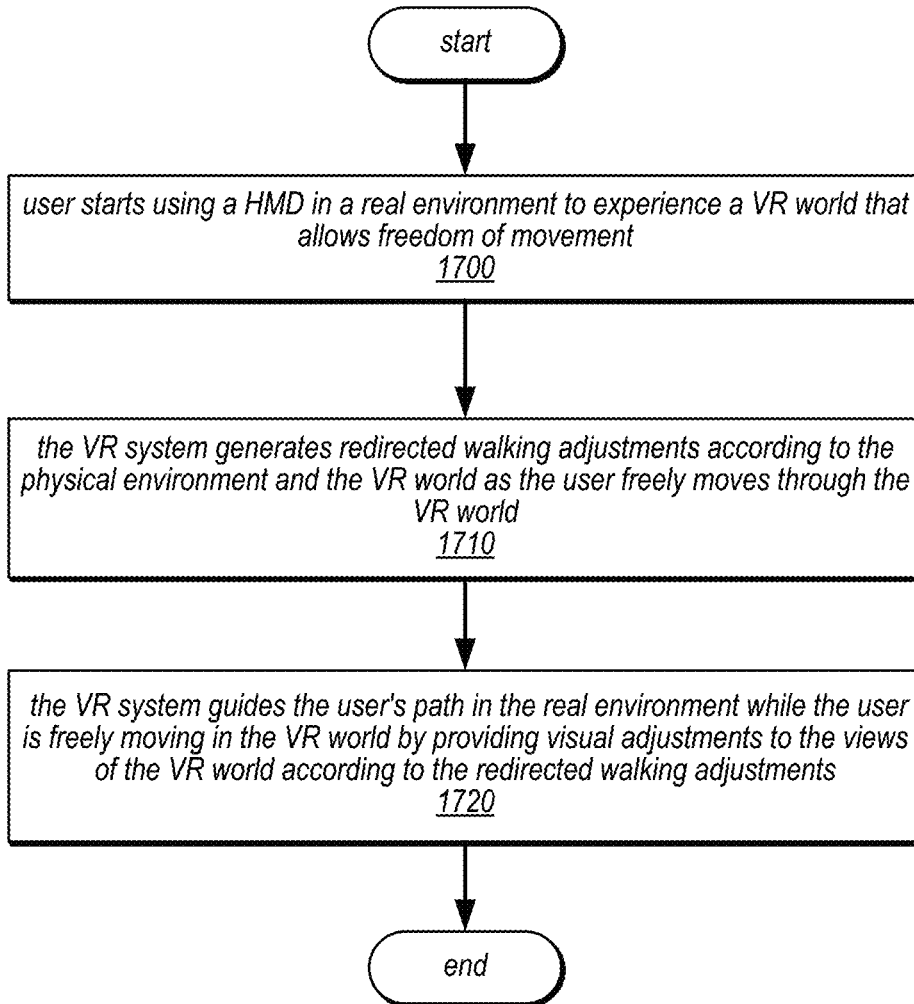 start
user starts using a HMD in a real environment to experience a VR world that
allows freedom of movement
1700
the VR system generates redirected walking adjustments according to the
physical environment and the VR world as the user freely moves through the
VR world
1710
the VR system guides the user's path in the real environment while the user
is freely moving in the VR world by providing visual adjustments to the views
of the VR world according to the redirected walking adjustments
1720
end